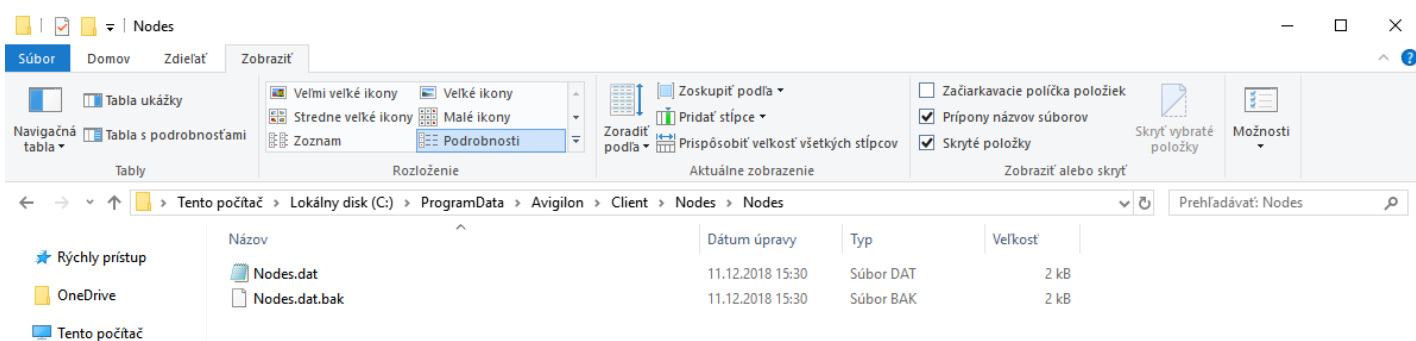 Nodes
Súbor Domov Zdieľať Zobraziť
Navigačná tabla
Tabla ukážky
Tabla s podrobnosťami
Tably
Veľmi veľké ikony Veľké ikony
Stredne veľké ikony Malé ikony
Zoznam Podrobnosti
Rozloženie
Zoradiť podľa
Zoskupiť podľa
Pridať stĺpce
Prispôsobiť veľkosť všetkých stĺpcov
Aktuálne zobrazenie
Začiarkavacie políčka položiek
Prípony názvov súborov
Skryté položky
Skryť vybraté položky
Zobraziť alebo skryť
Možnosti
Tento počítač > Lokálny disk (C:) > ProgramData > Avigilon > Client > Nodes > Nodes
Prehľadávať: Nodes
Rýchly prístup
OneDrive
Tento počítač
Názov Dátum úpravy Typ Veľkosť
Nodes.dat 11.12.2018 15:30 Súbor DAT 2 kB
Nodes.dat.bak 11.12.2018 15:30 Súbor BAK 2 kB